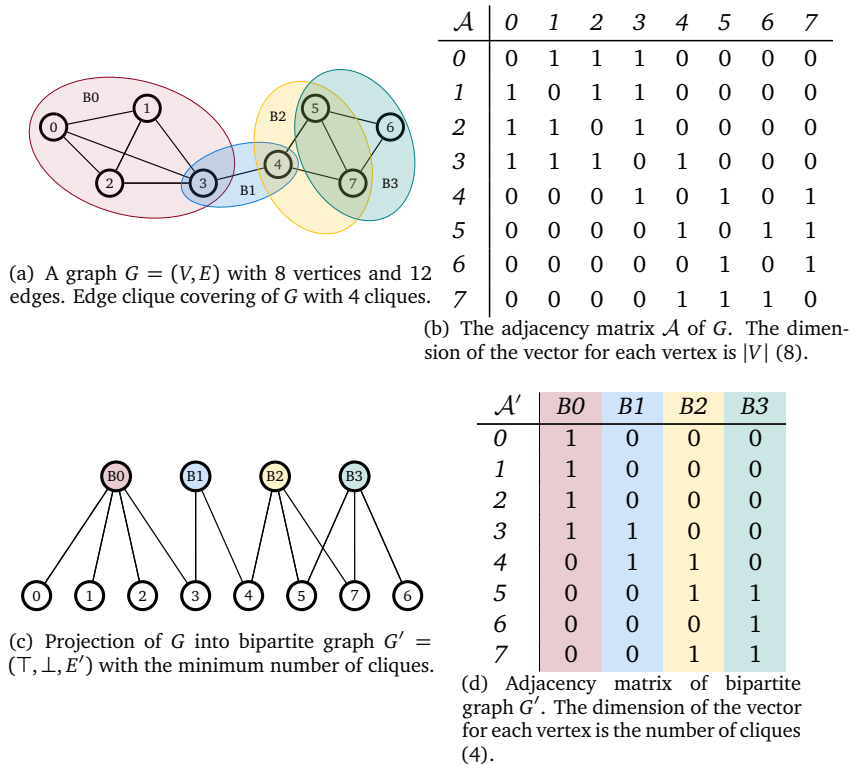 B0
B2
1
5
0
6
4
2
3
B1
7
B3
(a) A graph G = (V, E) with 8 vertices and 12
edges. Edge clique covering of G with 4 cliques.
𝒜 0 1 2 3 4 5 6 7
0 0 1 1 1 0 0 0 0
1 1 0 1 1 0 0 0 0
2 1 1 0 1 0 0 0 0
3 1 1 1 0 1 0 0 0
4 0 0 0 1 0 1 0 1
5 0 0 0 0 1 0 1 1
6 0 0 0 0 0 1 0 1
7 0 0 0 0 1 1 1 0
(b) The adjacency matrix 𝒜 of G. The dimen-
sion of the vector for each vertex is |V| (8).
B0 B1 B2 B3
0 1 2 3 4 5 7 6
(c) Projection of G into bipartite graph G′ =
(⊤, ⊥, E′) with the minimum number of cliques.
𝒜′ B0 B1 B2 B3
0 1 0 0 0
1 1 0 0 0
2 1 0 0 0
3 1 1 0 0
4 0 1 1 0
5 0 0 1 1
6 0 0 0 1
7 0 0 1 1
(d) Adjacency matrix of bipartite
graph G′. The dimension of the vector
for each vertex is the number of cliques
(4).